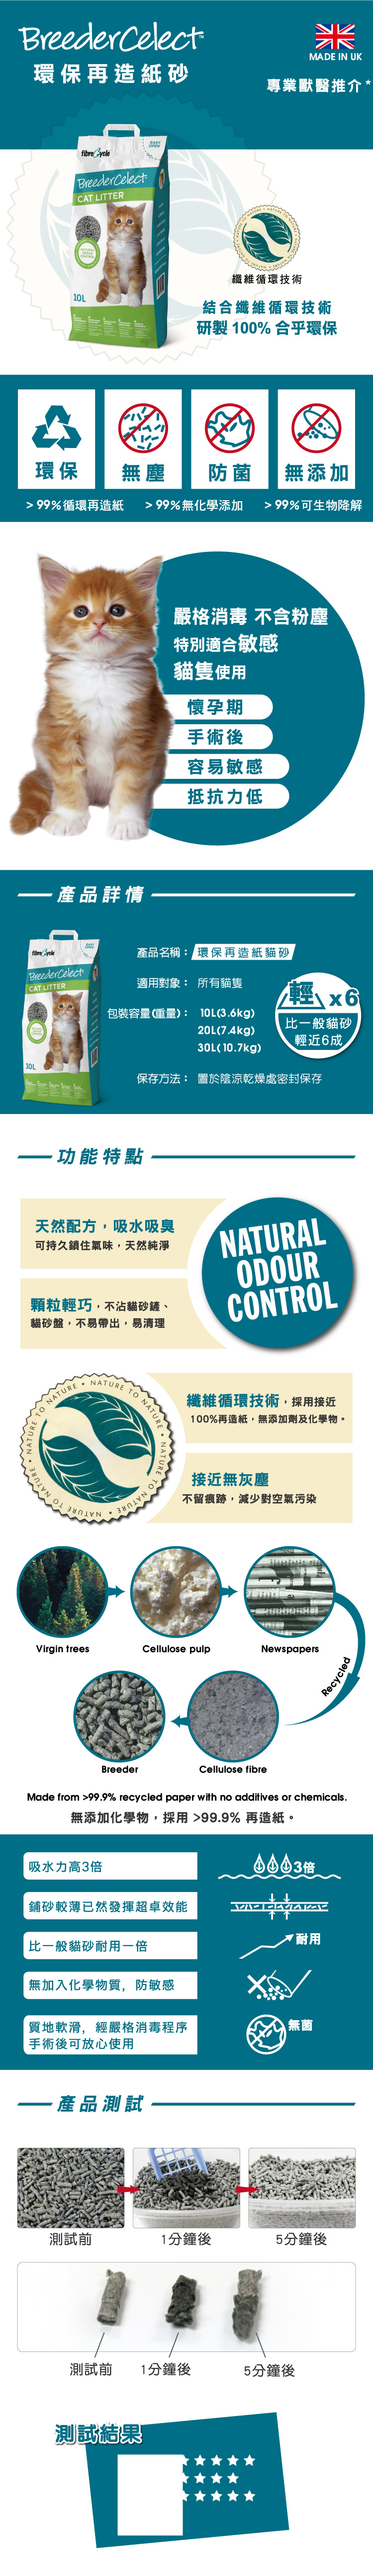 BreederCelect
環保再造紙砂
MADE IN UK
專業獸醫推介*
fibreCycle
EASY OPEN
BreederCelect
CAT LITTER
10L
纖維循環技術
結合纖維循環技術
研製 100% 合乎環保
環保
無塵
防菌
無添加
> 99%循環再造紙
> 99%無化學添加
> 99%可生物降解
嚴格消毒 不含粉塵
特別適合敏感
貓隻使用
懷孕期
手術後
容易敏感
抵抗力低
產品詳情
fibreCycle
BreederCelect
CAT LITTER
10L
產品名稱： 環保再造紙貓砂
適用對象： 所有貓隻
包裝容量(重量)： 10L(3.6kg)
20L(7.4kg)
30L(10.7kg)
輕 x6
比一般貓砂
輕近6成
保存方法： 置於陰涼乾燥處密封保存
功能特點
天然配方，吸水吸臭
可持久鎖住氣味，天然純淨
NATURAL
ODOUR
CONTROL
顆粒輕巧，不沾貓砂鏟、
貓砂盤，不易帶出，易清理
NATURE TO NATURE • NATURE TO NATURE • NATURE TO NATURE •
纖維循環技術，採用接近
100%再造紙，無添加劑及化學物。
接近無灰塵
不留痕跡，減少對空氣污染
Virgin trees
Cellulose pulp
Newspapers
Recycled
Breeder
Cellulose fibre
Made from >99.9% recycled paper with no additives or chemicals.
無添加化學物，採用 >99.9% 再造紙。
吸水力高3倍
3倍
鋪砂較薄已然發揮超卓效能
比一般貓砂耐用一倍
耐用
無加入化學物質，防敏感
質地軟滑，經嚴格消毒程序
手術後可放心使用
無菌
產品測試
測試前
1分鐘後
5分鐘後
測試前
1分鐘後
5分鐘後
測試結果